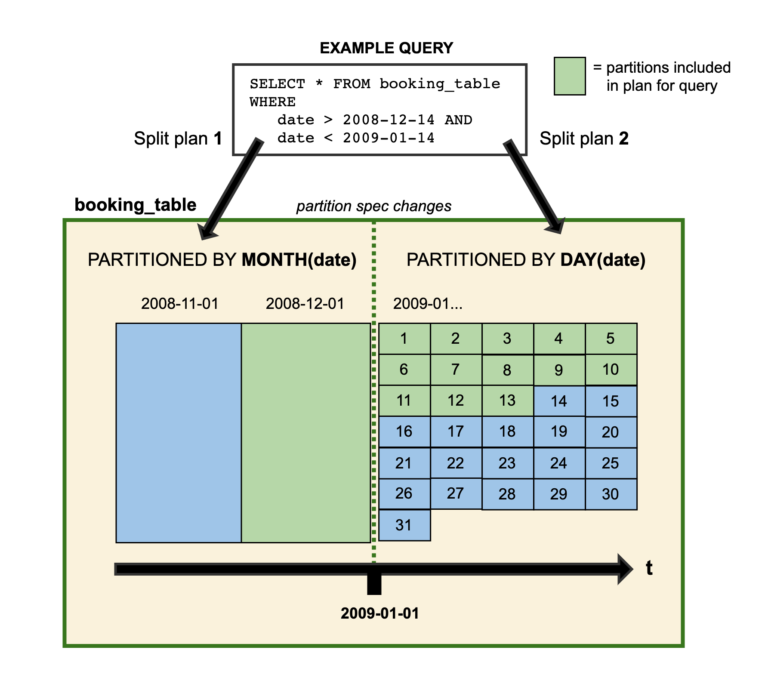 EXAMPLE QUERY
SELECT * FROM booking_table
WHERE
date > 2008-12-14 AND
date < 2009-01-14
= partitions included
in plan for query
Split plan 1
Split plan 2
booking_table
partition spec changes
PARTITIONED BY MONTH(date)
PARTITIONED BY DAY(date)
2008-11-01
2008-12-01
2009-01...
1 2 3 4 5
6 7 8 9 10
11 12 13 14 15
16 17 18 19 20
21 22 23 24 25
26 27 28 29 30
31
t
2009-01-01